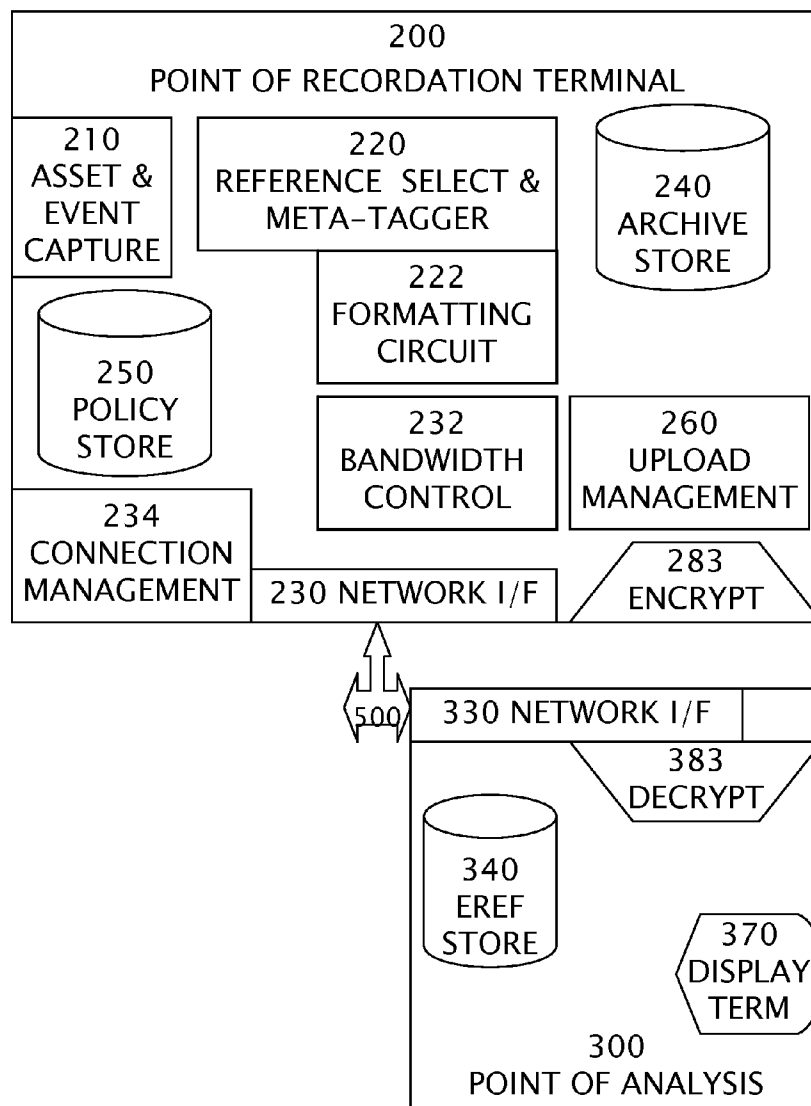 200
POINT OF RECORDATION TERMINAL
210
ASSET &
EVENT
CAPTURE
220
REFERENCE SELECT &
META-TAGGER
240
ARCHIVE
STORE
222
FORMATTING
CIRCUIT
250
POLICY
STORE
232
BANDWIDTH
CONTROL
260
UPLOAD
MANAGEMENT
234
CONNECTION
MANAGEMENT
230 NETWORK I/F
283
ENCRYPT
500
330 NETWORK I/F
383
DECRYPT
340
EREF
STORE
370
DISPLAY
TERM
300
POINT OF ANALYSIS